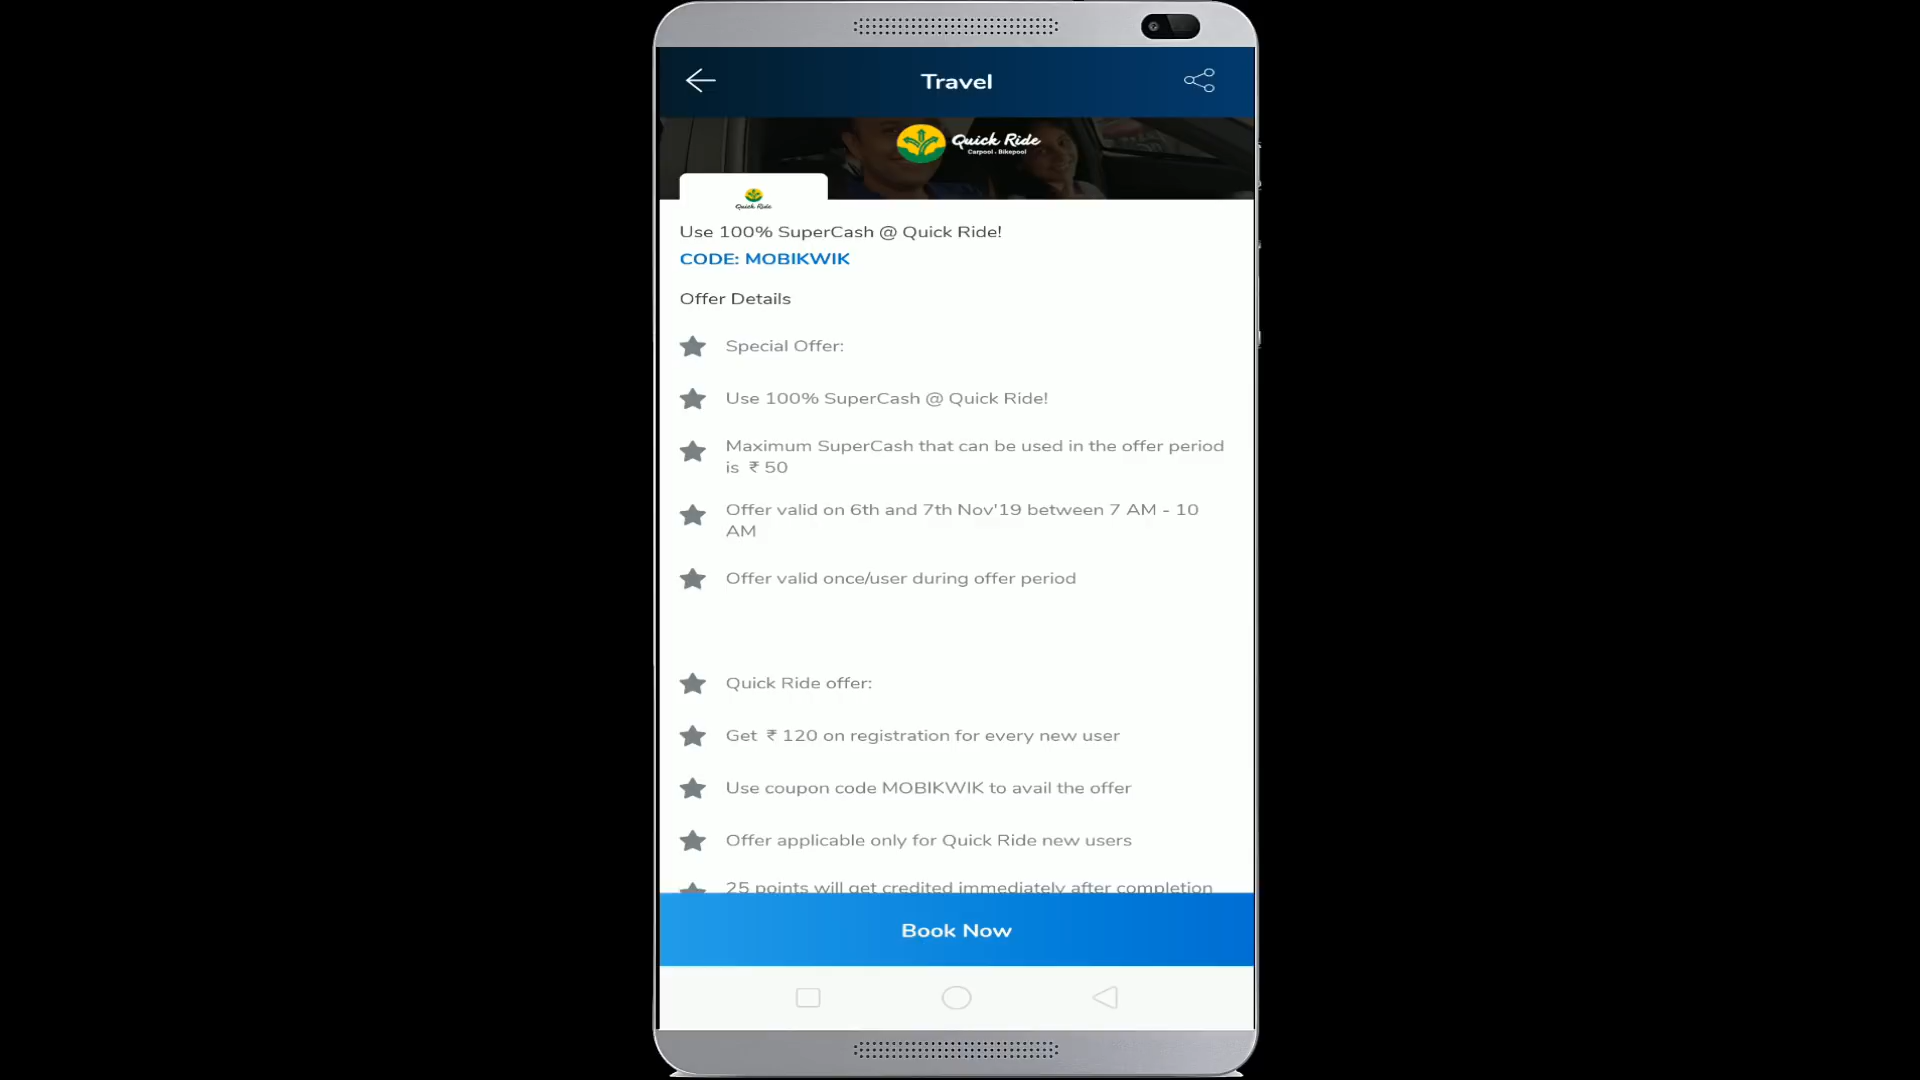 Travel
Quick Ride
Carpool . Bikepool
Quick Ride
Use 100% SuperCash @ Quick Ride!
CODE: MOBIKWIK
Offer Details
Special Offer:
Use 100% SuperCash @ Quick Ride!
Maximum SuperCash that can be used in the offer period
is ₹ 50
Offer valid on 6th and 7th Nov'19 between 7 AM - 10
AM
Offer valid once/user during offer period
Quick Ride offer:
Get ₹ 120 on registration for every new user
Use coupon code MOBIKWIK to avail the offer
Offer applicable only for Quick Ride new users
25 points will get credited immediately after completion
Book Now